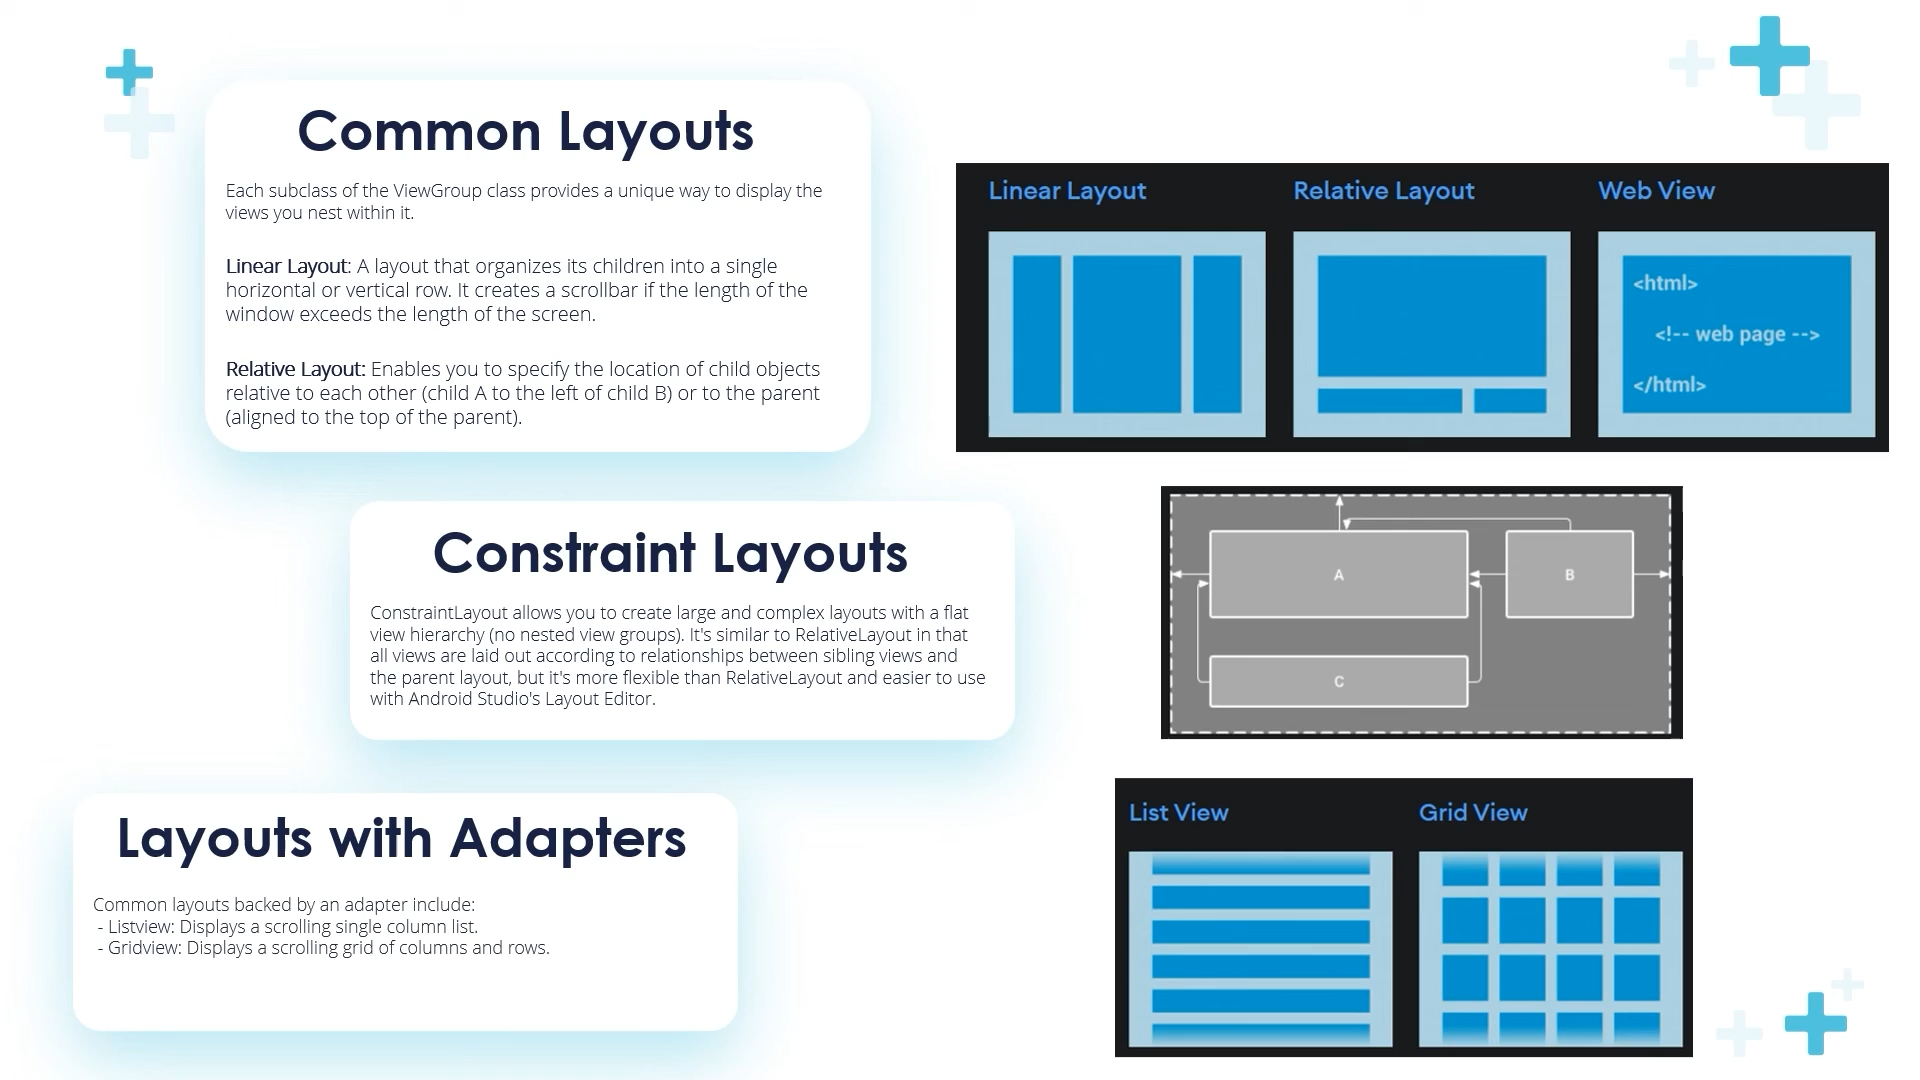 Common Layouts
Each subclass of the ViewGroup class provides a unique way to display the
views you nest within it.
Linear Layout: A layout that organizes its children into a single
horizontal or vertical row. It creates a scrollbar if the length of the
window exceeds the length of the screen.
Relative Layout: Enables you to specify the location of child objects
relative to each other (child A to the left of child B) or to the parent
(aligned to the top of the parent).
Linear Layout
Relative Layout
Web View
<html>
<!-- web page -->
</html>
Constraint Layouts
ConstraintLayout allows you to create large and complex layouts with a flat
view hierarchy (no nested view groups). It's similar to RelativeLayout in that
all views are laid out according to relationships between sibling views and
the parent layout, but it's more flexible than RelativeLayout and easier to use
with Android Studio's Layout Editor.
A
B
C
Layouts with Adapters
Common layouts backed by an adapter include:
- Listview: Displays a scrolling single column list.
- Gridview: Displays a scrolling grid of columns and rows.
List View
Grid View